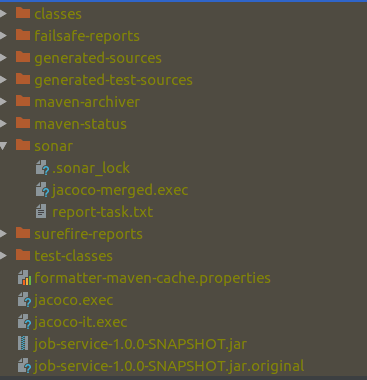 classes
failsafe-reports
generated-sources
generated-test-sources
maven-archiver
maven-status
sonar
.sonar_lock
jacoco-merged.exec
report-task.txt
surefire-reports
test-classes
formatter-maven-cache.properties
jacoco.exec
jacoco-it.exec
job-service-1.0.0-SNAPSHOT.jar
job-service-1.0.0-SNAPSHOT.jar.original